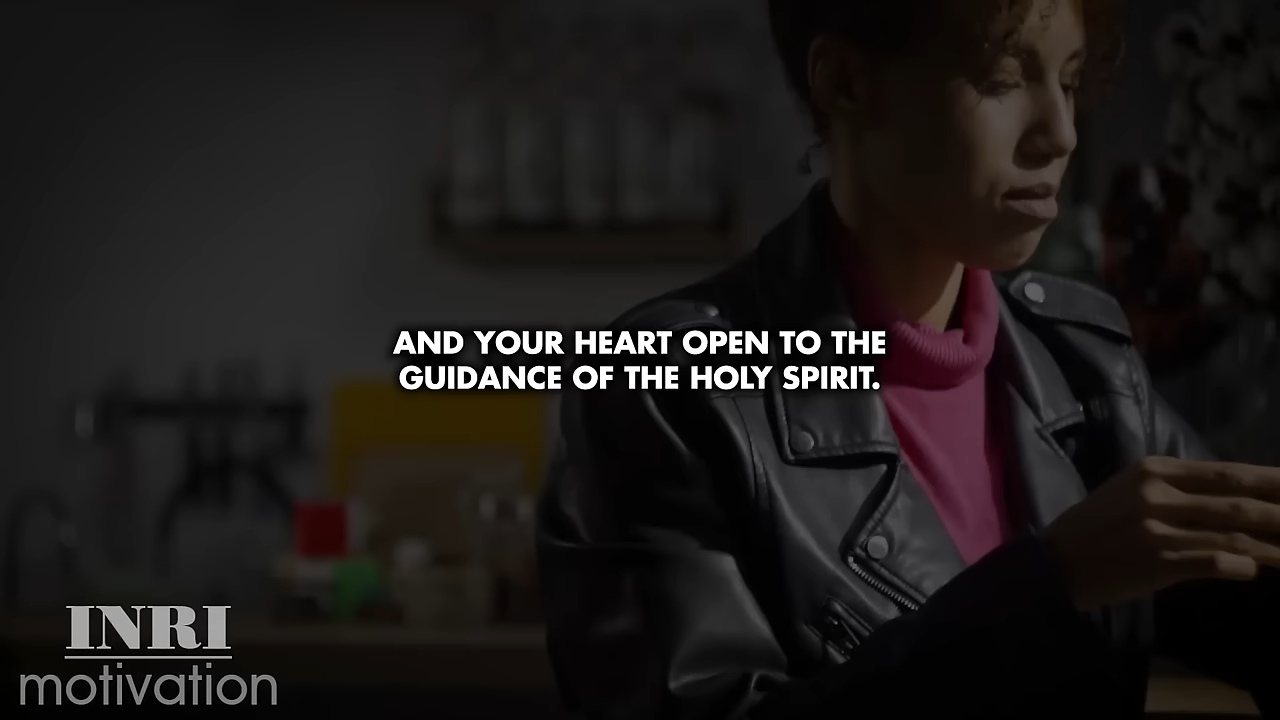 AND YOUR HEART OPEN TO THE
GUIDANCE OF THE HOLY SPIRIT.
INRI
motivation